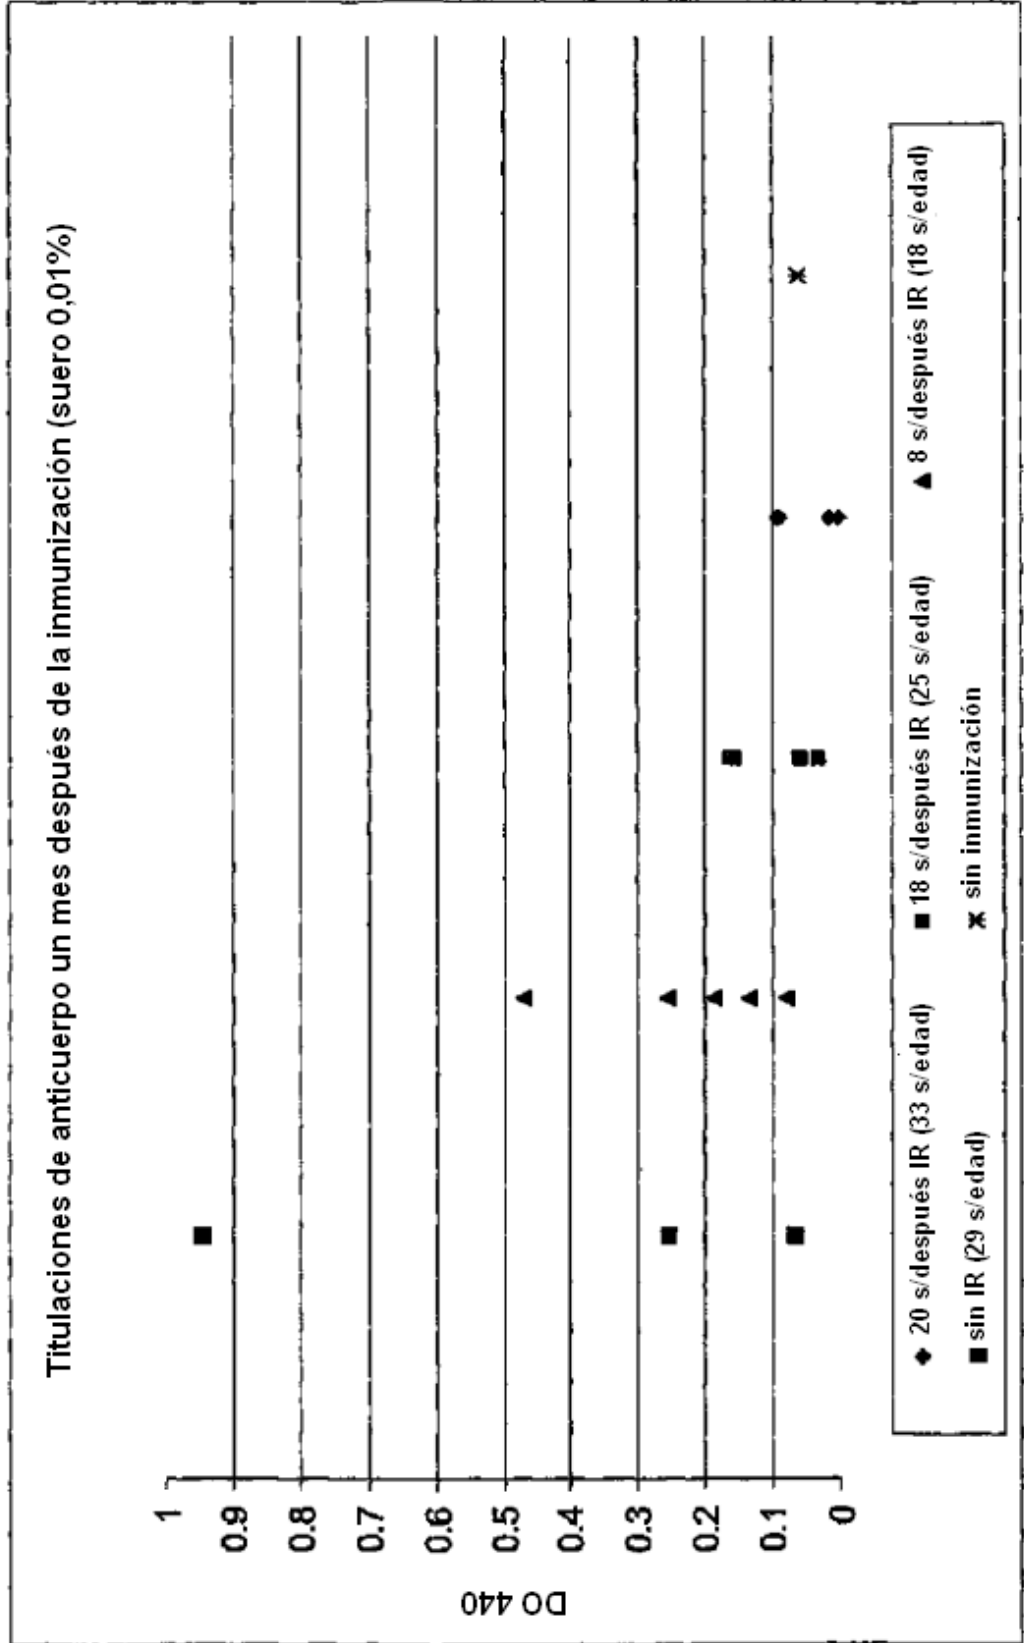 Titulaciones de anticuerpo un mes después de la inmunización (suero 0,01%)
DO 440
1
0.9
0.8
0.7
0.6
0.5
0.4
0.3
0.2
0.1
0
20 s/después IR (33 s/edad) 18 s/después IR (25 s/edad) 8 s/después IR (18 s/edad)
sin IR (29 s/edad) sin inmunización